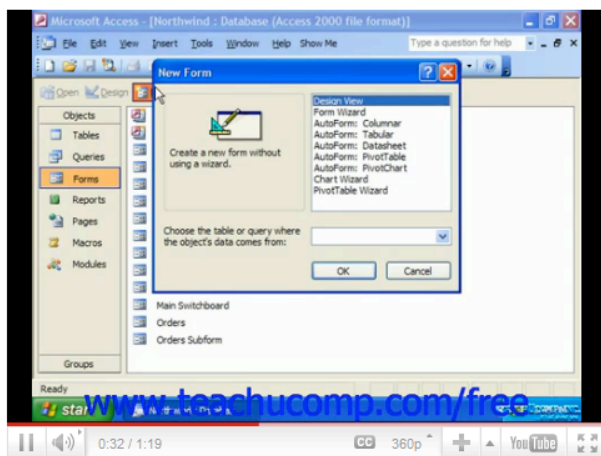 Microsoft Access - [Northwind : Database (Access 2000 file format)]
File Edit View Insert Tools Window Help Show Me Type a question for help
Open Design
New Form
Objects
Tables
Queries
Forms
Reports
Pages
Macros
Modules
Groups
Create a new form without
using a wizard.
Design View
Form Wizard
AutoForm: Columnar
AutoForm: Tabular
AutoForm: Datasheet
AutoForm: PivotTable
AutoForm: PivotChart
Chart Wizard
PivotTable Wizard
Choose the table or query where
the object's data comes from:
OK Cancel
Main Switchboard
Orders
Orders Subform
Ready
www.teachucomp.com/free
0:32 / 1:19 CC 360p YouTube